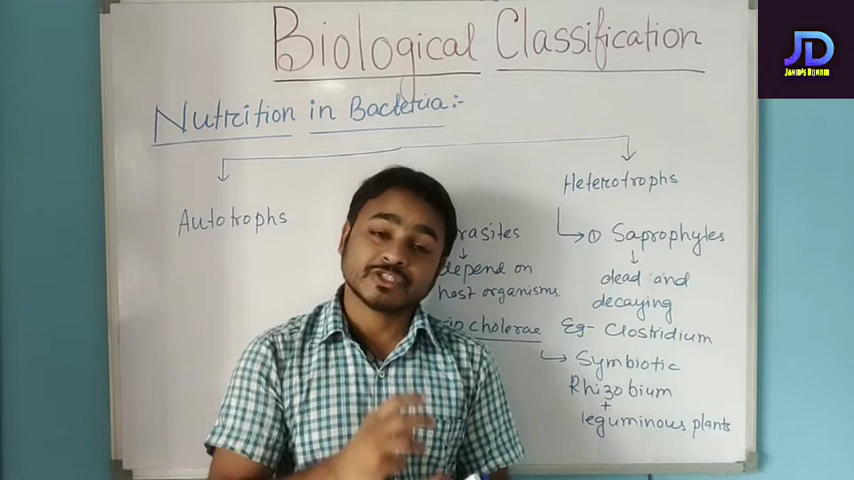 Biological Classification
JD
Nutrition in Bacteria:-
Autotrophs
depend on
host organisms.
cholerae
Heterotrophs
① Saprophytes
dead and
decaying
Eg- Clostridium
Symbiotic
Rhizobium
+
leguminous plants